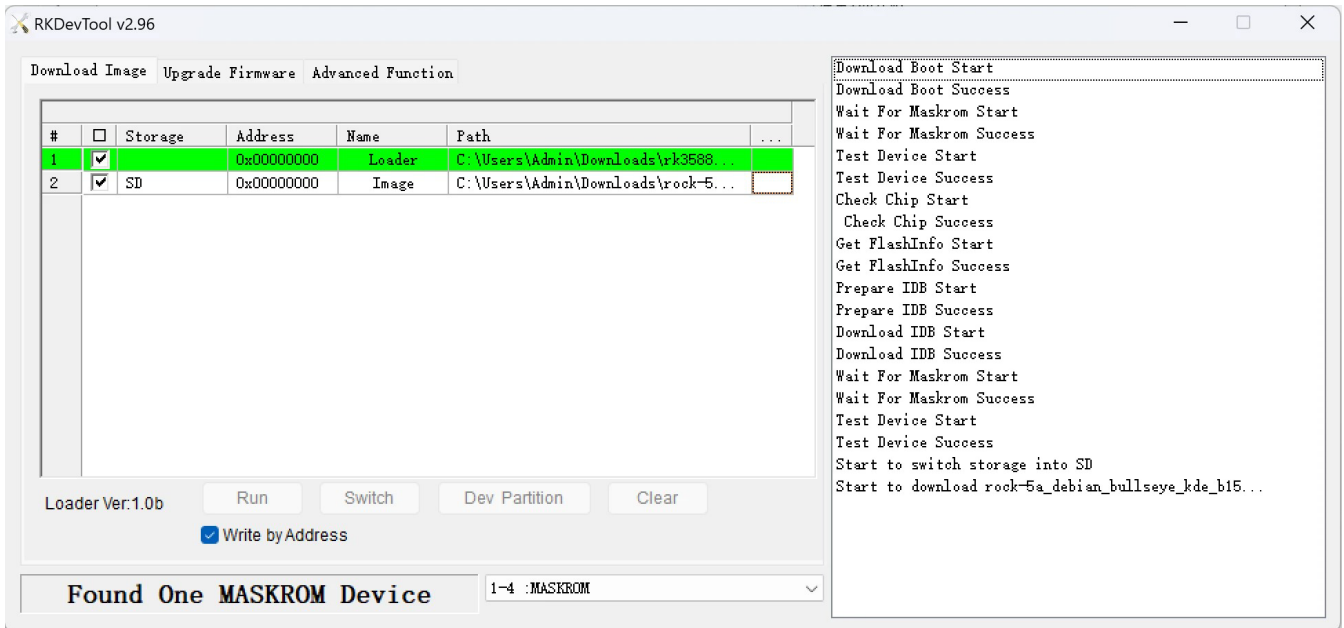 RKDevTool v2.96
Download Image Upgrade Firmware Advanced Function
# Storage Address Name Path ...
1 0x00000000 Loader C:\Users\Admin\Downloads\rk3588...
2 SD 0x00000000 Image C:\Users\Admin\Downloads\rock-5...
Loader Ver:1.0b Run Switch Dev Partition Clear
Write by Address
Found One MASKROM Device
1-4 :MASKROM
Download Boot Start
Download Boot Success
Wait For Maskrom Start
Wait For Maskrom Success
Test Device Start
Test Device Success
Check Chip Start
Check Chip Success
Get FlashInfo Start
Get FlashInfo Success
Prepare IDB Start
Prepare IDB Success
Download IDB Start
Download IDB Success
Wait For Maskrom Start
Wait For Maskrom Success
Test Device Start
Test Device Success
Start to switch storage into SD
Start to download rock-5a_debian_bullseye_kde_b15...